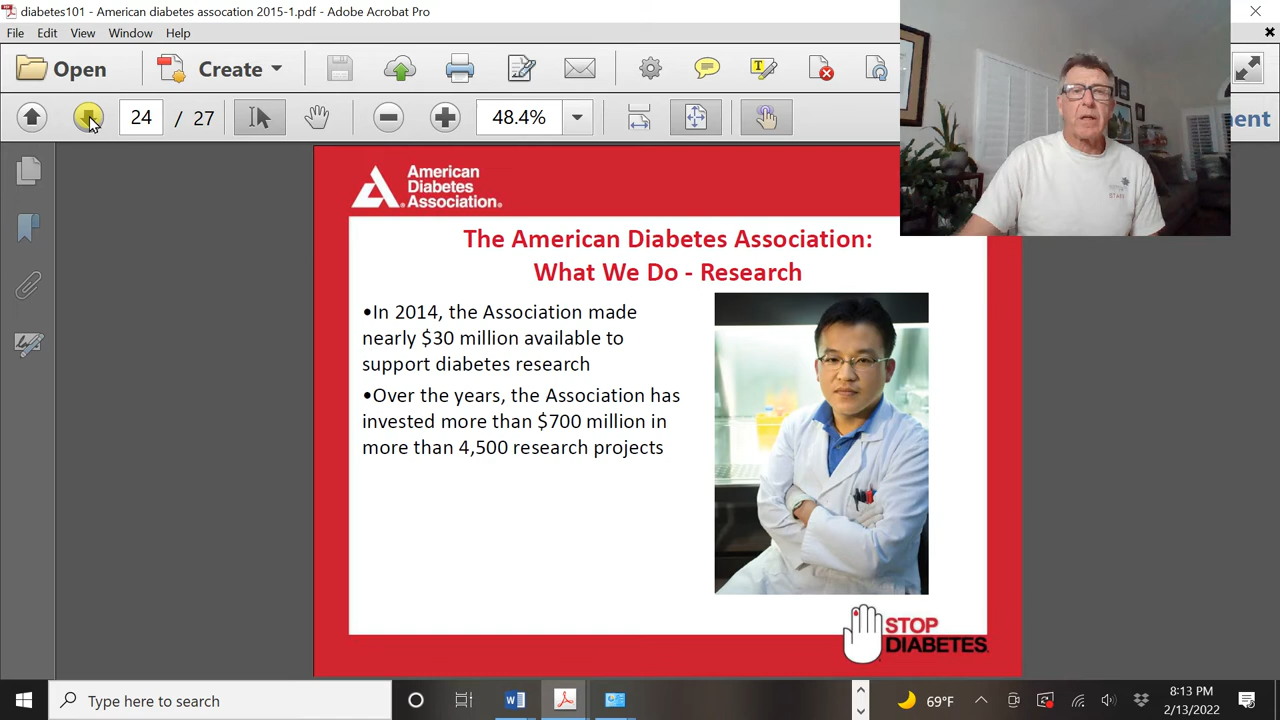 diabetes101 - American diabetes assocation 2015-1.pdf - Adobe Acrobat Pro
File Edit View Window Help
Open Create
24 / 27 48.4% ment
American
Diabetes
Association®
The American Diabetes Association:
What We Do - Research
•In 2014, the Association made
nearly $30 million available to
support diabetes research
•Over the years, the Association has
invested more than $700 million in
more than 4,500 research projects
STOP
DIABETES
Type here to search
69°F
8:13 PM
2/13/2022